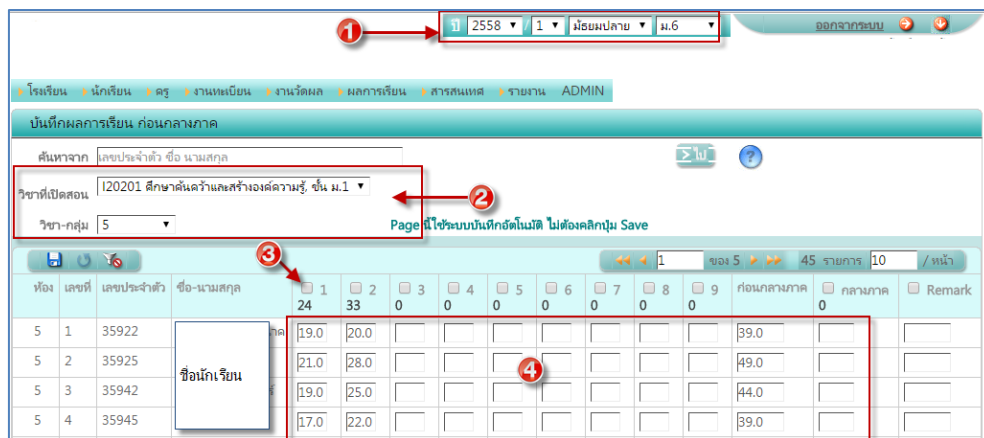 1 ปี 2558 / 1 มัธยมปลาย ม.6 ออกจากระบบ
โรงเรียน นักเรียน ครู งานทะเบียน งานวัดผล ผลการเรียน สารสนเทศ รายงาน ADMIN
บันทึกผลการเรียน ก่อนกลางภาค
ค้นหาจาก เลขประจำตัว ชื่อ นามสกุล ไป ?
วิชาที่เปิดสอน I20201 ศึกษาค้นคว้าและสร้างองค์ความรู้, ชั้น ม.1
2
วิชา-กลุ่ม 5 Page นี้ใช้ระบบบันทึกอัตโนมัติ ไม่ต้องคลิกปุ่ม Save
3 1 ของ 5 45 รายการ 10 / หน้า
ห้อง เลขที่ เลขประจำตัว ชื่อ-นามสกุล 1 2 3 4 5 6 7 8 9 ก่อนกลางภาค กลางภาค Remark
24 33 0 0 0 0 0 0 0 0
5 1 35922 19.0 20.0 39.0
5 2 35925 21.0 28.0 49.0
ชื่อนักเรียน 4
5 3 35942 19.0 25.0 44.0
5 4 35945 17.0 22.0 39.0